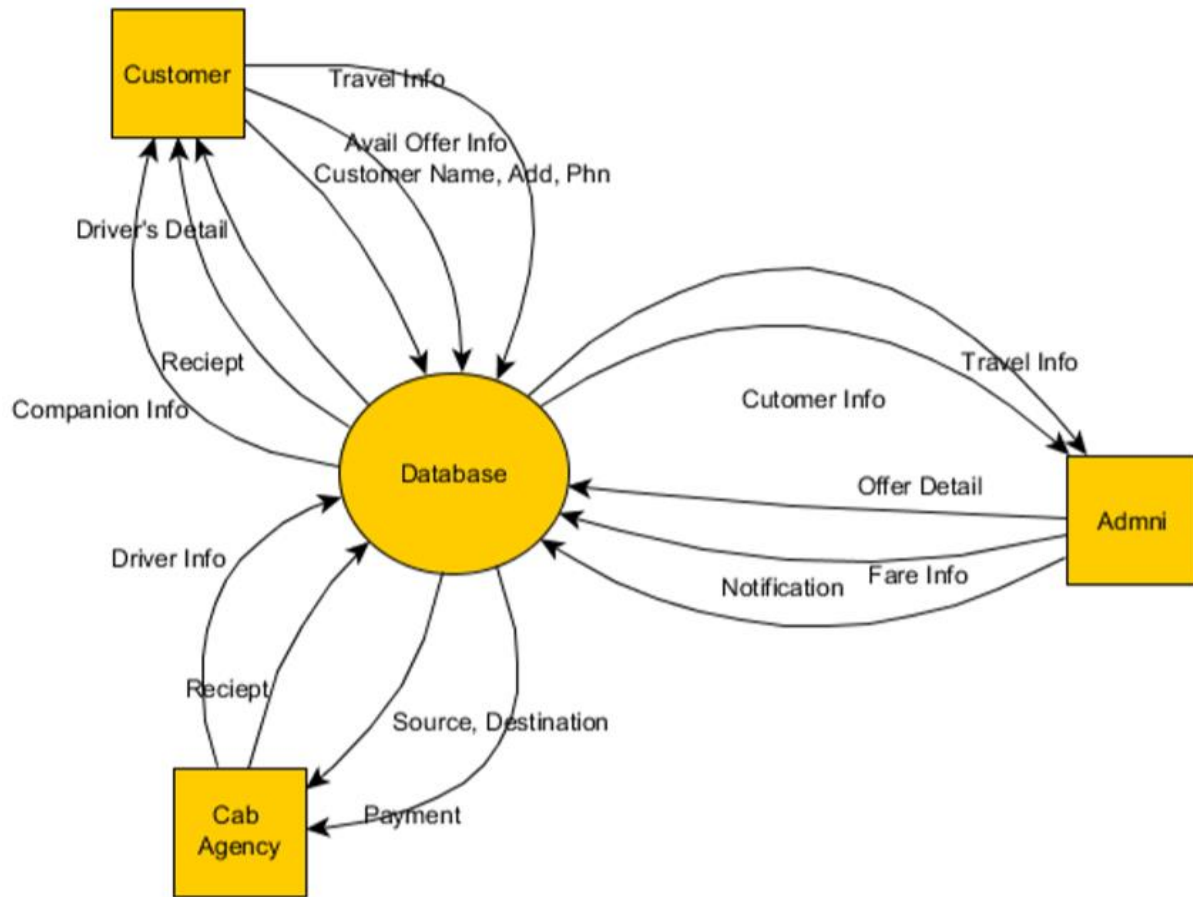 Customer
Travel Info
Avail Offer Info
Customer Name, Add, Phn
Driver's Detail
Reciept
Companion Info
Travel Info
Cutomer Info
Database
Offer Detail
Admni
Driver Info
Fare Info
Notification
Reciept
Source, Destination
Payment
Cab
Agency